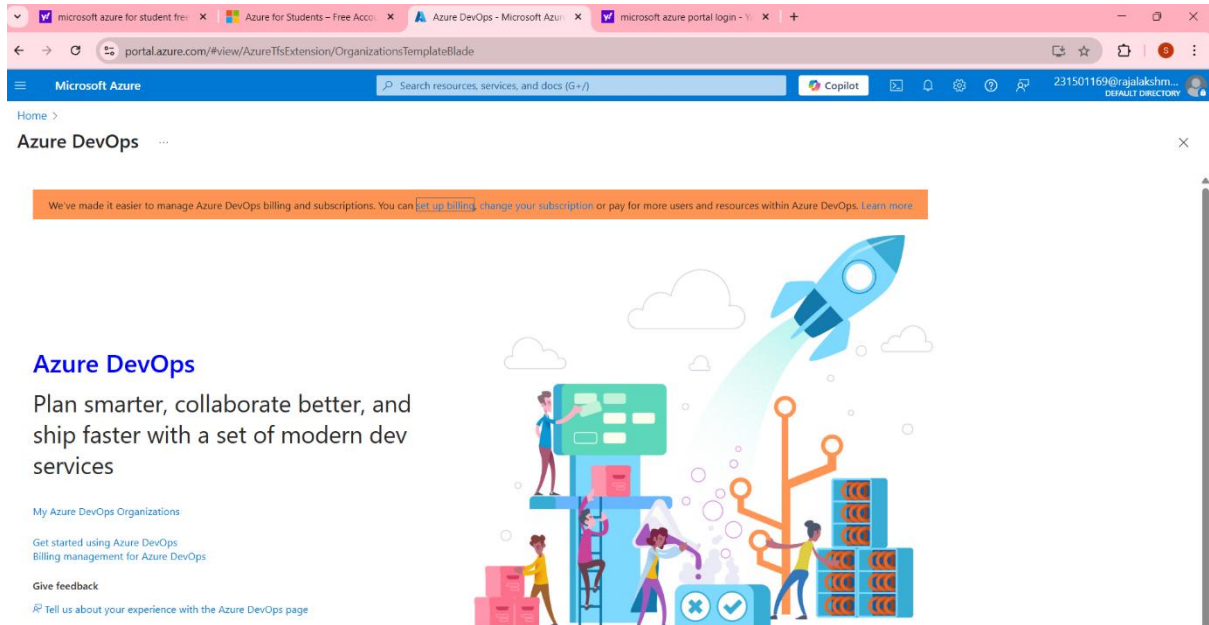 microsoft azure for student free
Azure for Students – Free Accou
Azure DevOps - Microsoft Azure
microsoft azure portal login - Y
portal.azure.com/#view/AzureTfsExtension/OrganizationsTemplateBlade
S
Microsoft Azure
Search resources, services, and docs (G+/)
Copilot
231501169@rajalakshm...
DEFAULT DIRECTORY
Home >
Azure DevOps ...
We've made it easier to manage Azure DevOps billing and subscriptions. You can set up billing, change your subscription or pay for more users and resources within Azure DevOps. Learn more
Azure DevOps
Plan smarter, collaborate better, and
ship faster with a set of modern dev
services
My Azure DevOps Organizations
Get started using Azure DevOps
Billing management for Azure DevOps
Give feedback
Tell us about your experience with the Azure DevOps page